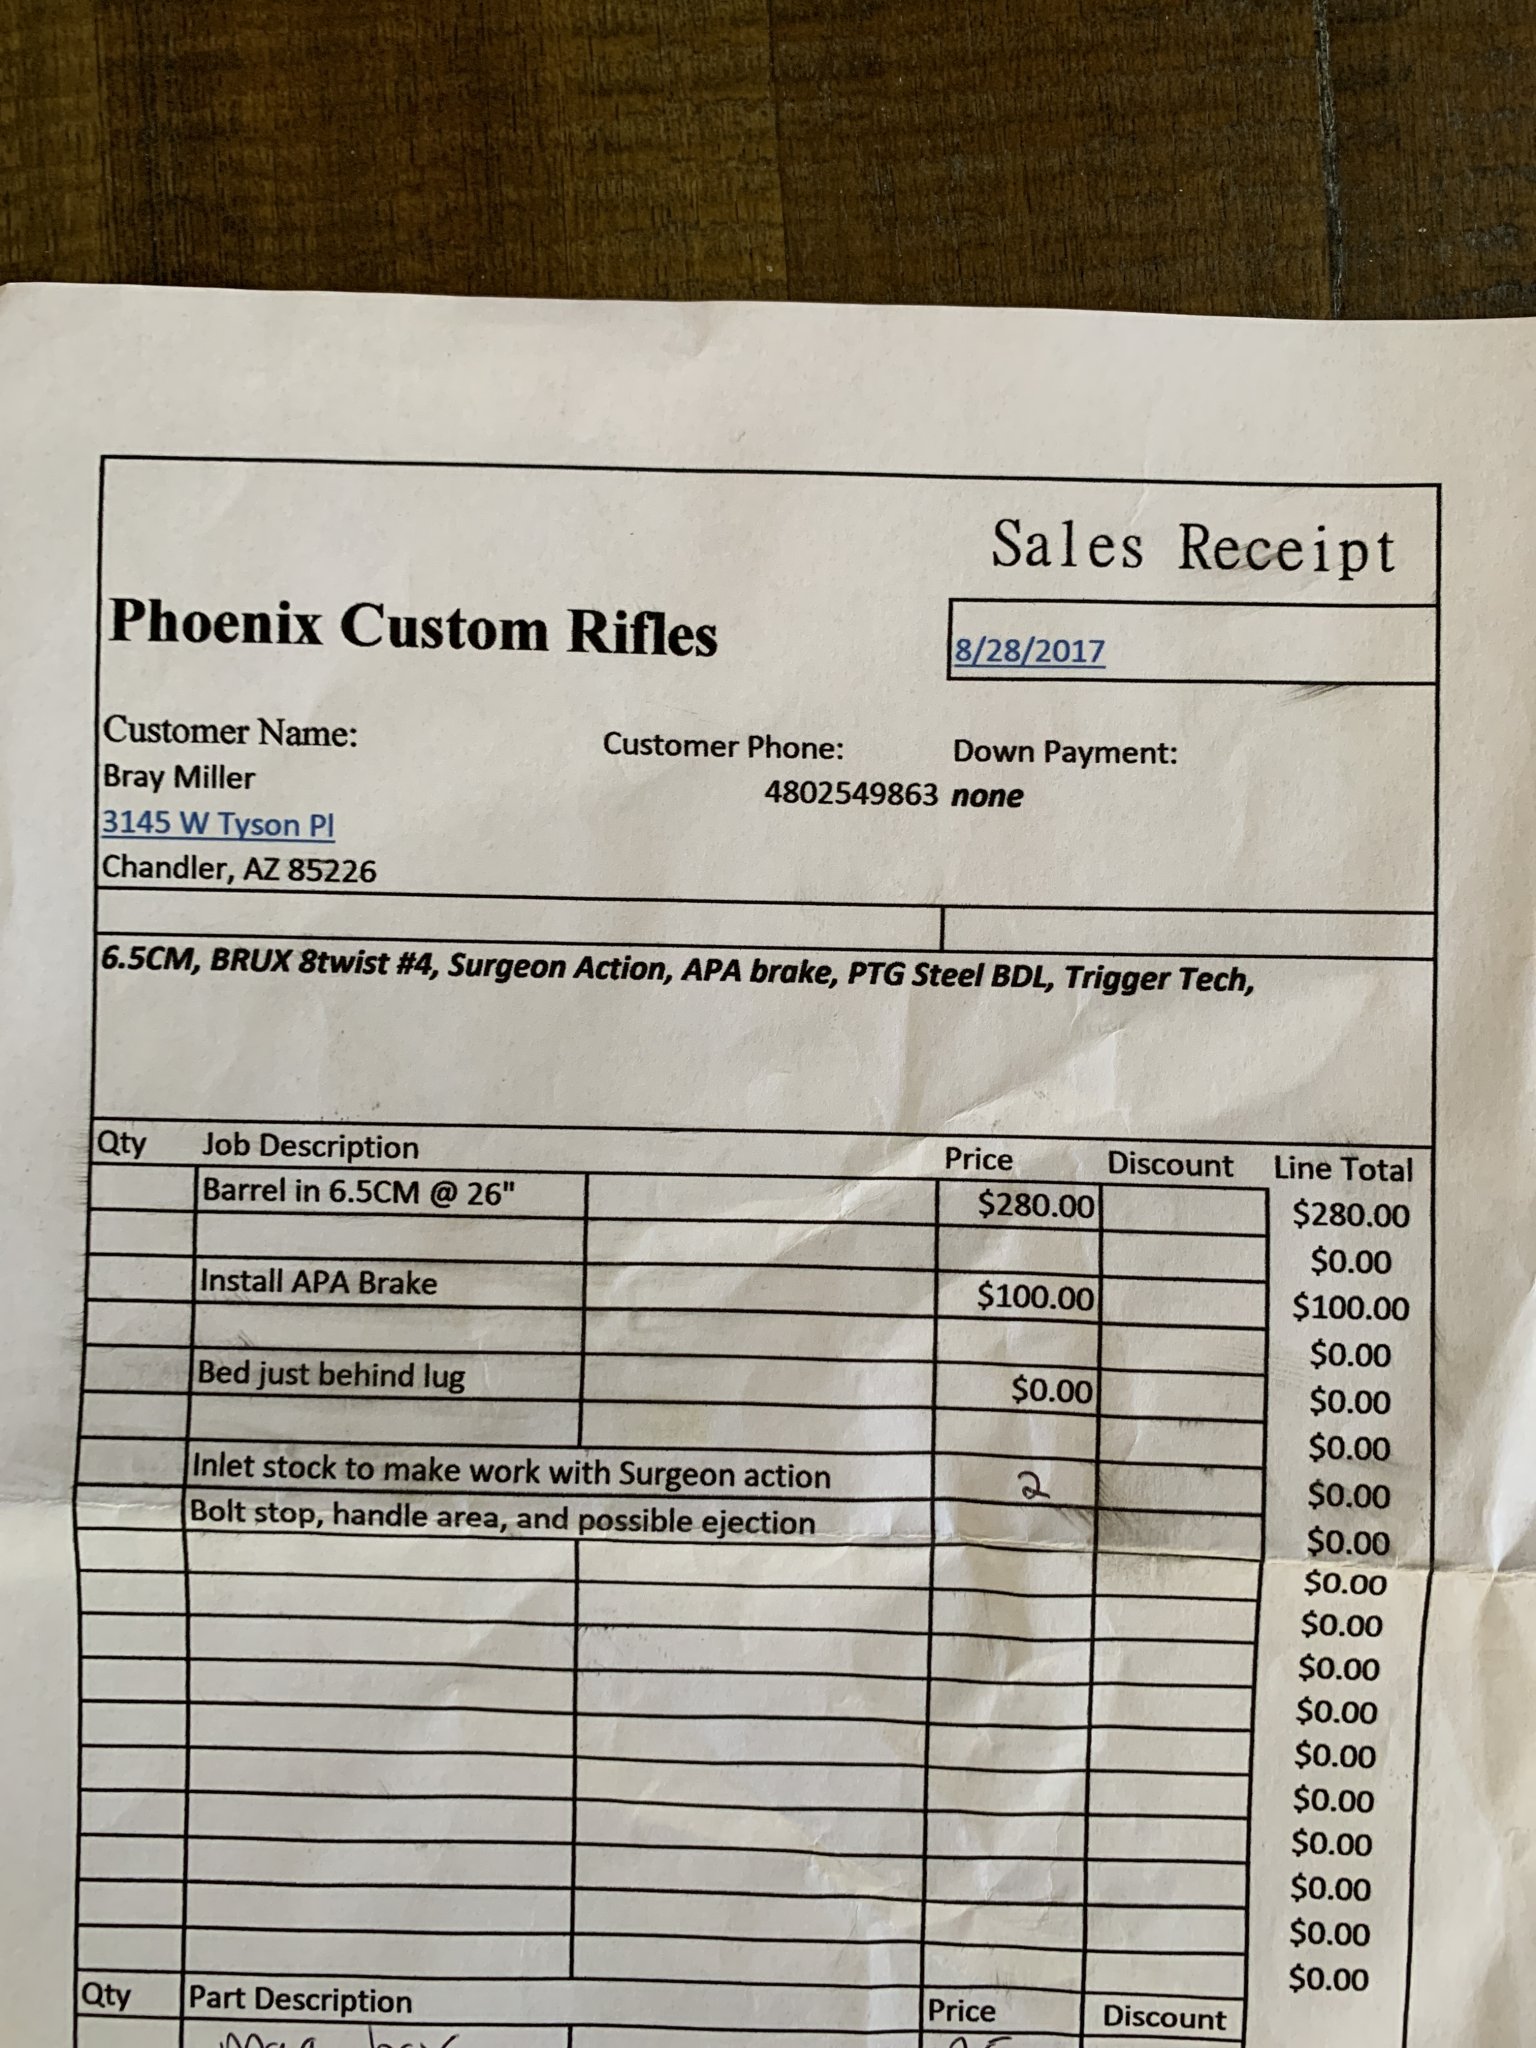 Sales Receipt
Phoenix Custom Rifles
8/28/2017
Customer Name: Customer Phone: Down Payment:
Bray Miller 4802549863 none
3145 W Tyson Pl
Chandler, AZ 85226
6.5CM, BRUX 8twist #4, Surgeon Action, APA brake, PTG Steel BDL, Trigger Tech,
Qty Job Description Price Discount Line Total
Barrel in 6.5CM @ 26" $280.00 $280.00
$0.00
Install APA Brake $100.00 $100.00
$0.00
Bed just behind lug $0.00 $0.00
$0.00
Inlet stock to make work with Surgeon action 2 $0.00
Bolt stop, handle area, and possible ejection $0.00
$0.00
$0.00
$0.00
$0.00
$0.00
$0.00
$0.00
$0.00
$0.00
$0.00
Qty Part Description Price Discount